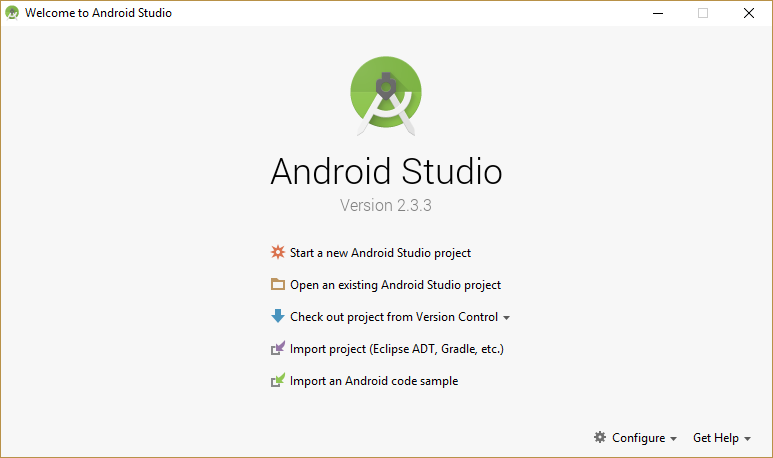 Welcome to Android Studio
Android Studio
Version 2.3.3
Start a new Android Studio project
Open an existing Android Studio project
Check out project from Version Control
Import project (Eclipse ADT, Gradle, etc.)
Import an Android code sample
Configure Get Help